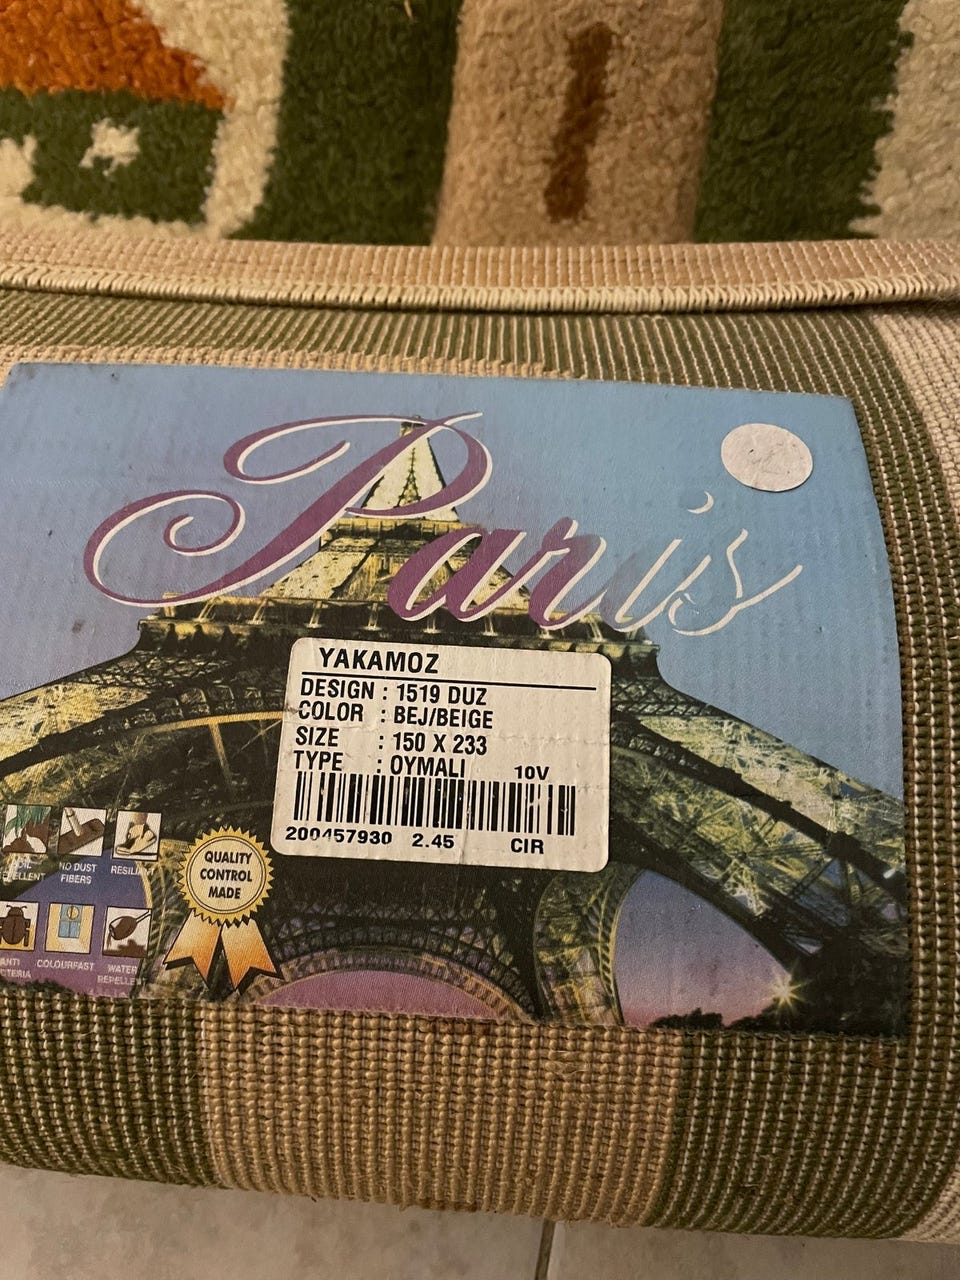 Paris
YAKAMOZ
DESIGN : 1519 DUZ
COLOR : BEJ/BEIGE
SIZE : 150 X 233
TYPE : OYMALI 10V
200457930 2.45 CIR
QUALITY
CONTROL
MADE
NO DUST
FIBERS
COLOURFAST
WATER
REPELLENT